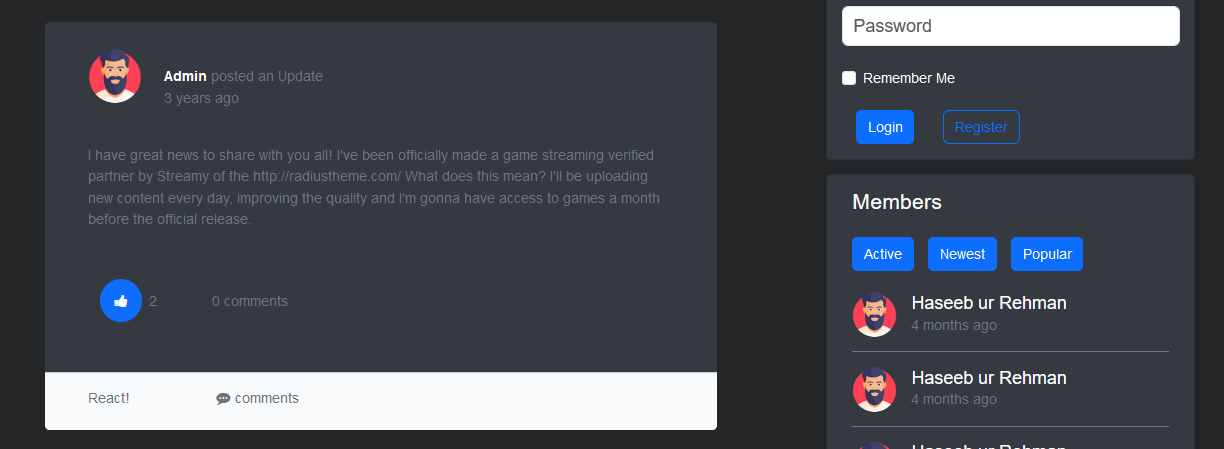 Admin posted an Update
3 years ago
I have great news to share with you all! I've been officially made a game streaming verified
partner by Streamy of the http://radiustheme.com/ What does this mean? I'll be uploading
new content every day, improving the quality and I'm gonna have access to games a month
before the official release.
2 0 comments
React! comments
Password
Remember Me
Login Register
Members
Active Newest Popular
Haseeb ur Rehman
4 months ago
Haseeb ur Rehman
4 months ago
Haseeb ur Rehman